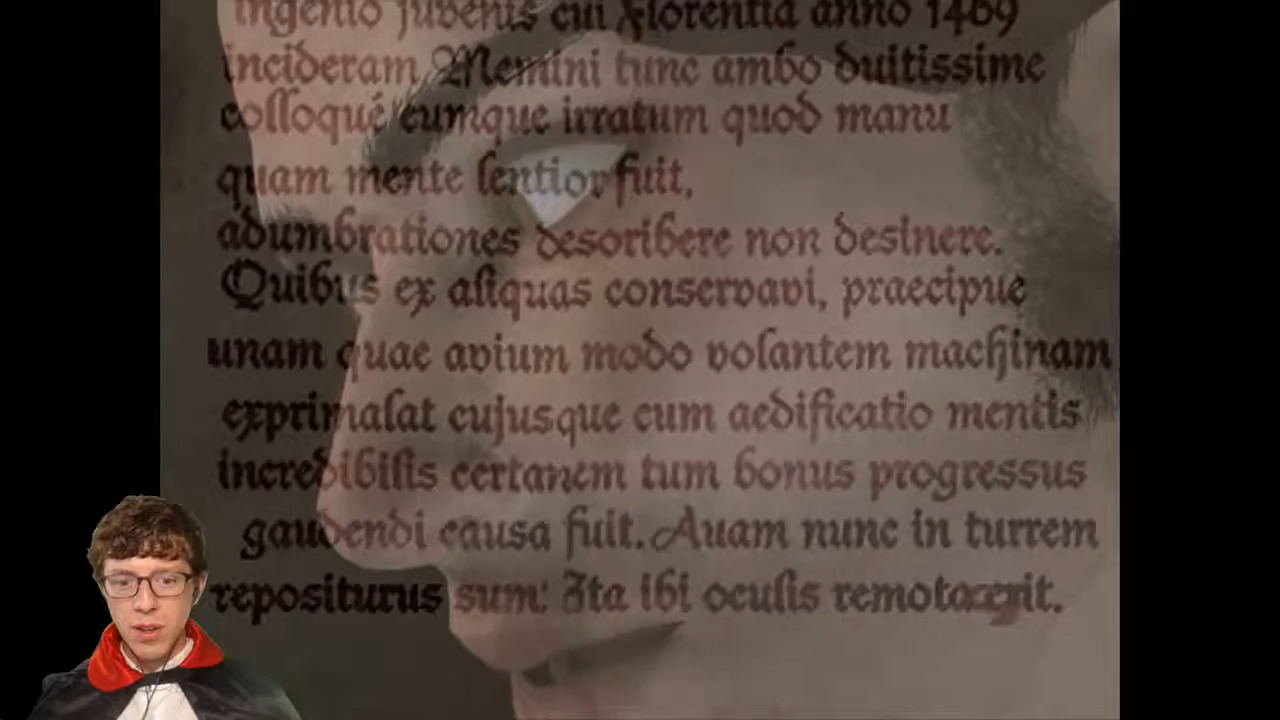 ingenio juvenis cui Florentia anno 1469
incideram Memini tunc ambo duitissime
colloqué cumque irratum quod manu
quam mente lentior fuit,
adumbrationes desoribere non desinere.
Quibus ex aliquas conservavi, praecipue
unam quae avium modo volantem machinam
exprimalat cujusque cum aedificatio mentis
incredibilis certanem tum bonus progressus
gaudendi causa fuit. Auam nunc in turrem
repositurus sum: Ita ibi oculis remota